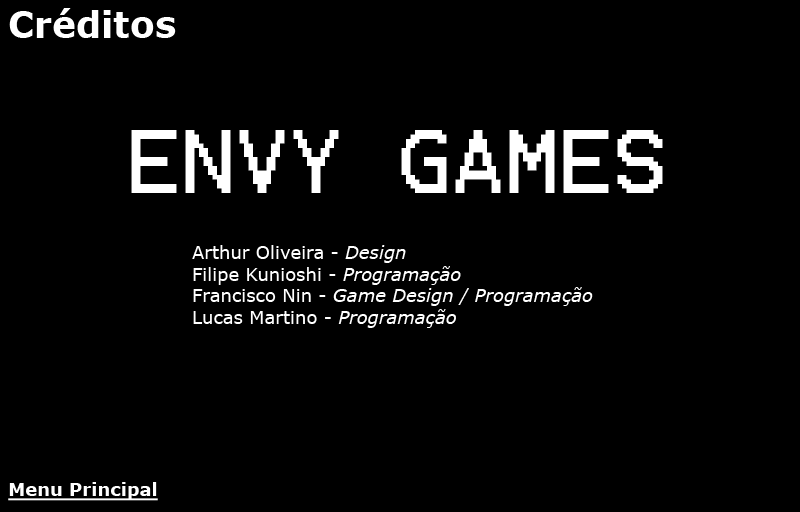 Créditos
ENVY GAMES
Arthur Oliveira - Design
Filipe Kunioshi - Programação
Francisco Nin - Game Design / Programação
Lucas Martino - Programação
Menu Principal